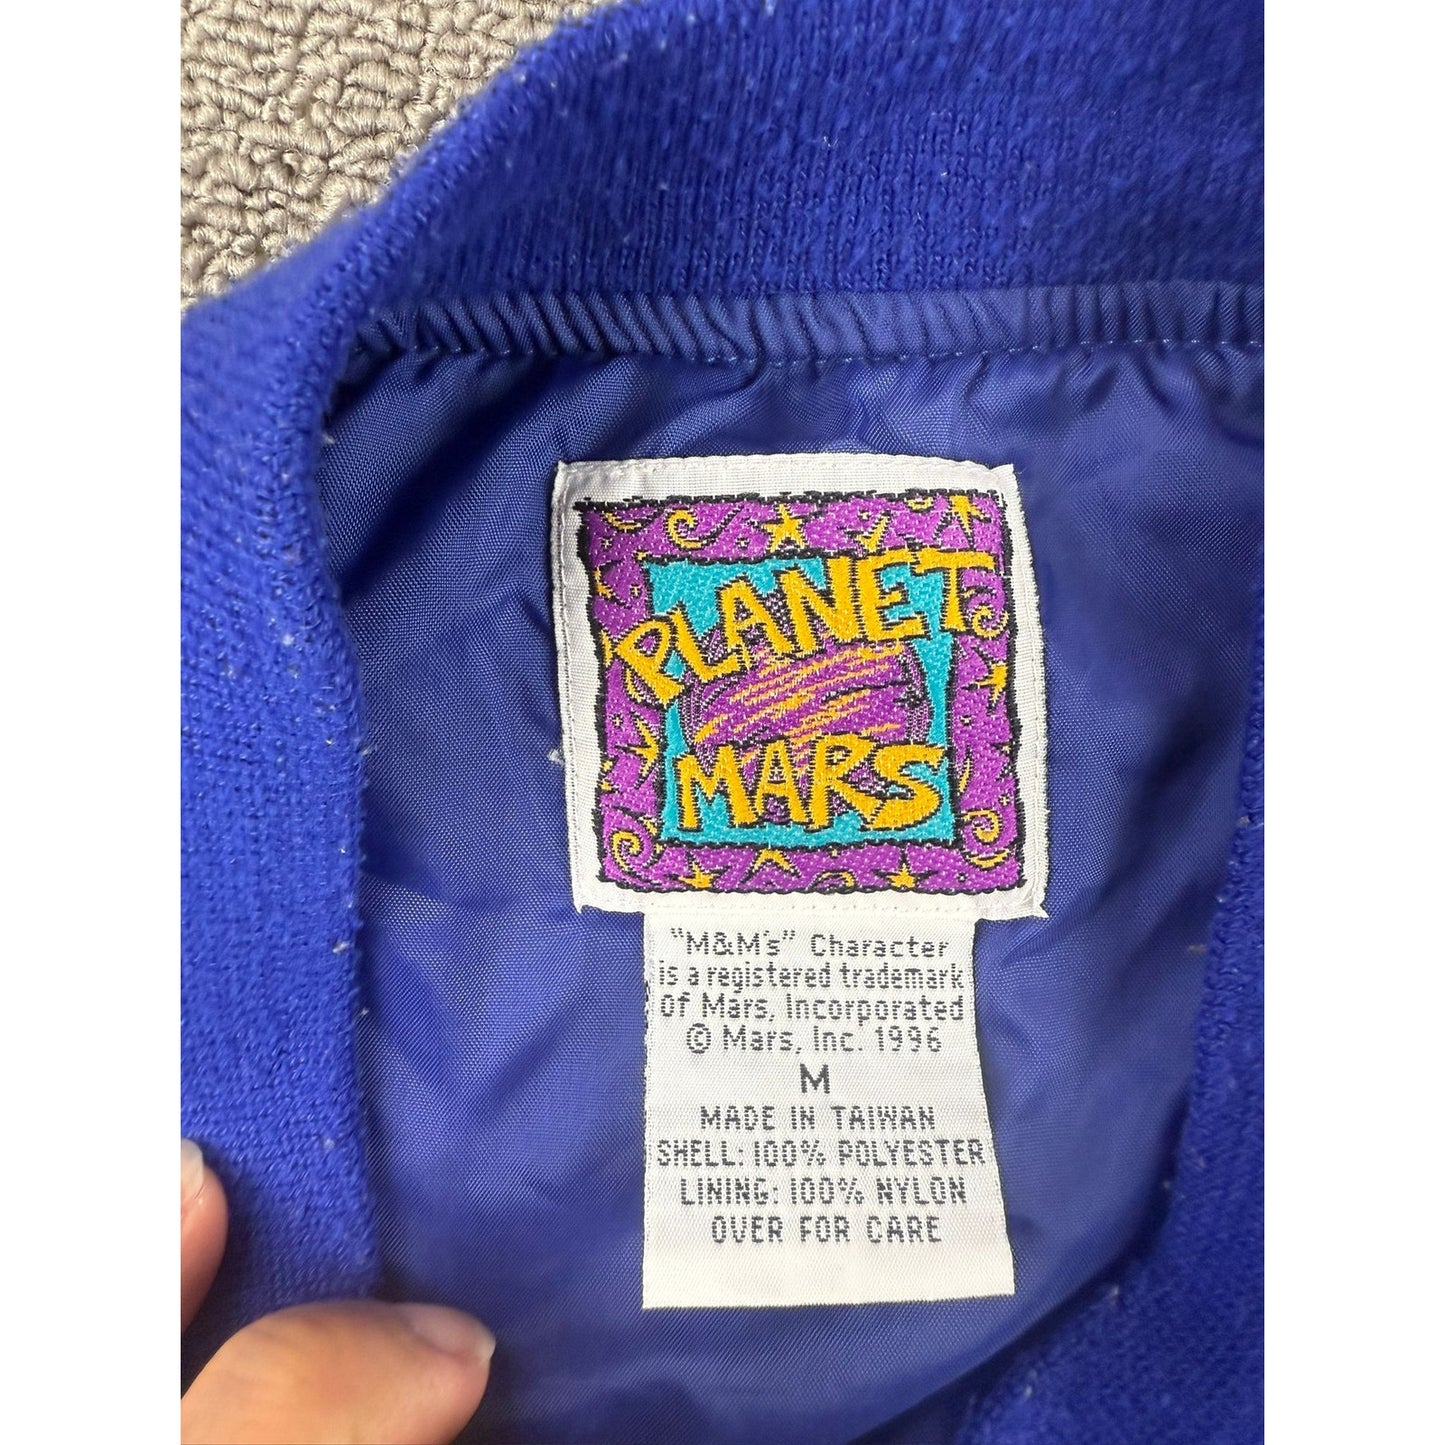 PLANET
MARS
"M&M's" Character
is a registered trademark
of Mars, Incorporated
© Mars, Inc. 1996
M
MADE IN TAIWAN
SHELL: 100% POLYESTER
LINING: 100% NYLON
OVER FOR CARE